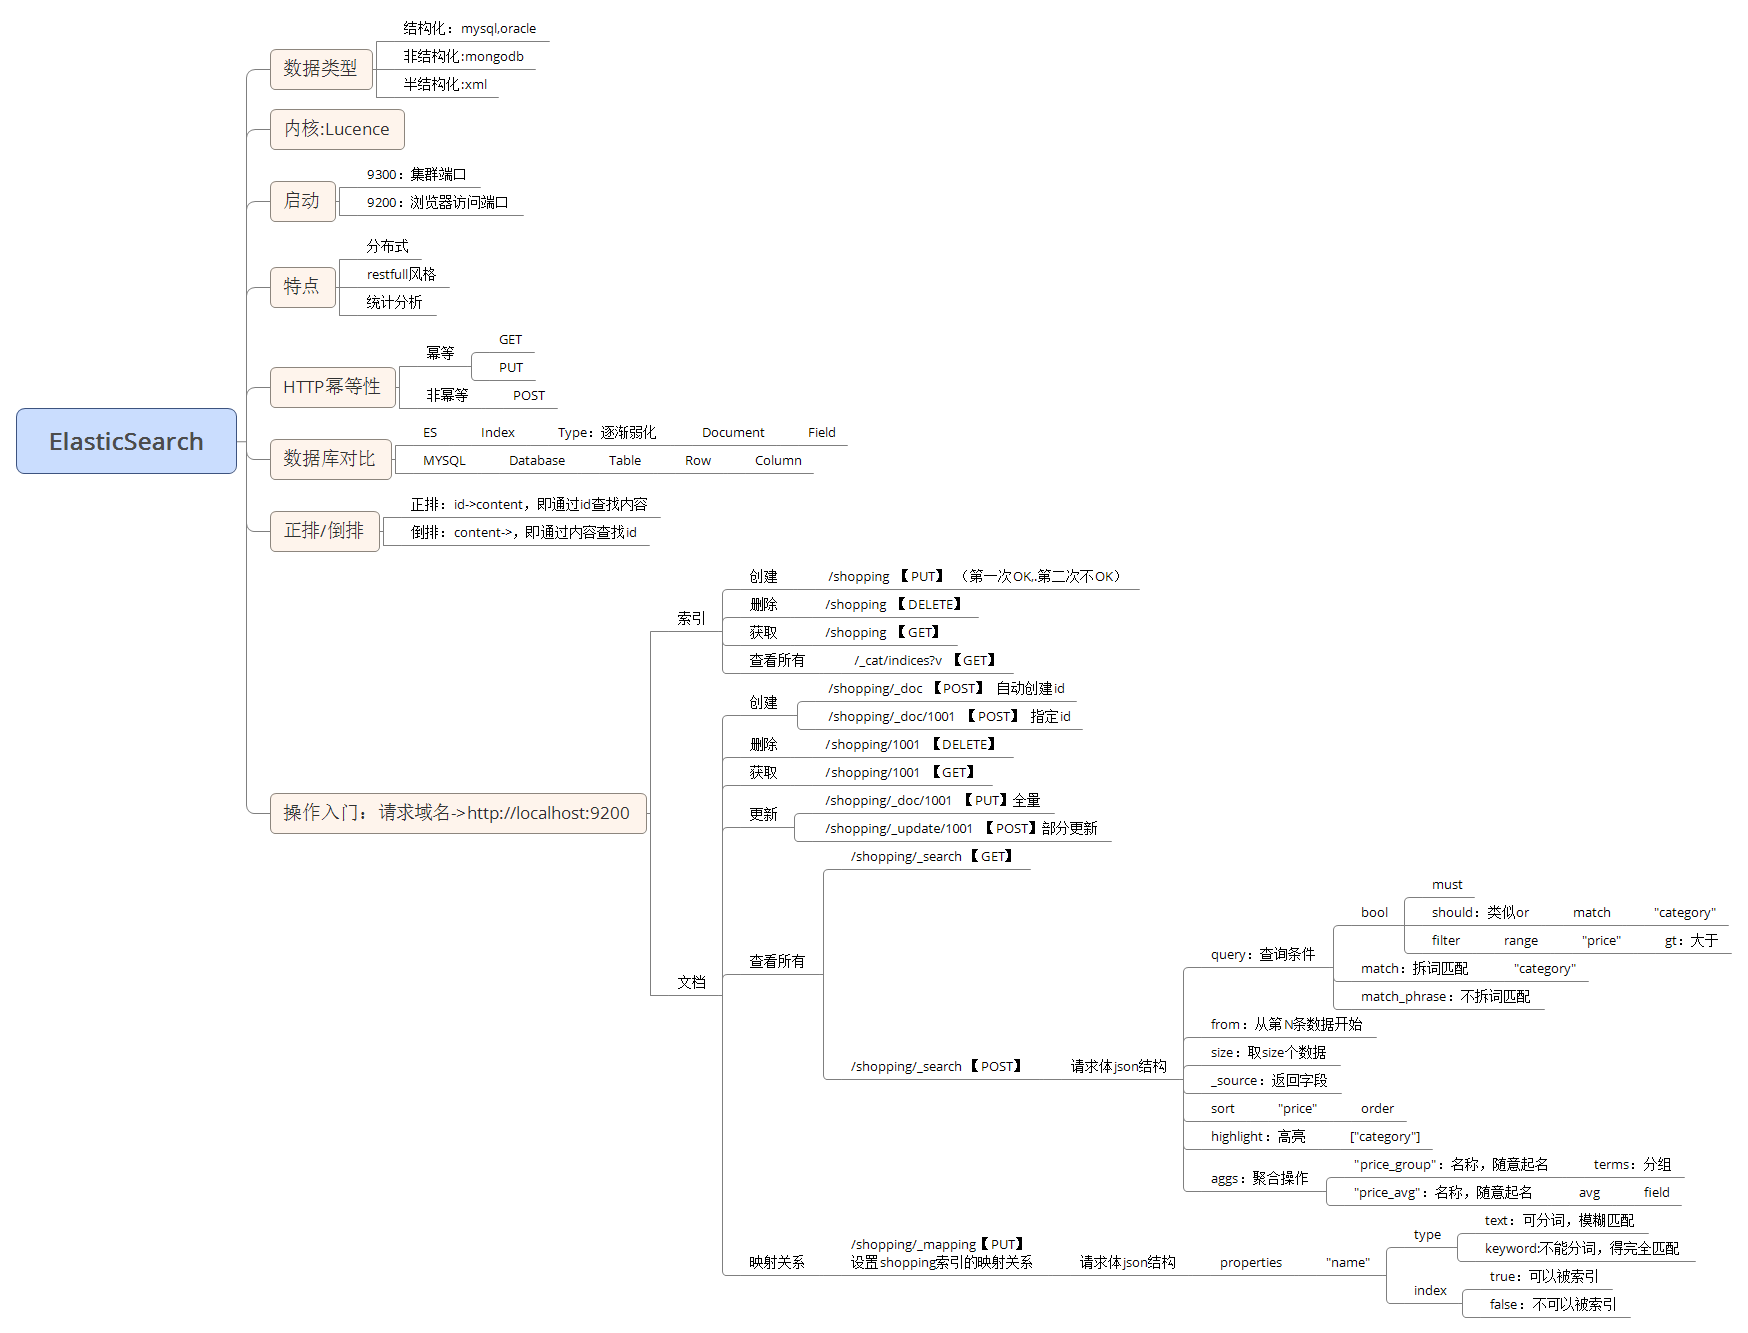 ElasticSearch
数据类型
结构化：mysql,oracle
非结构化:mongodb
半结构化:xml
内核:Lucence
启动
9300：集群端口
9200：浏览器访问端口
特点
分布式
restfull风格
统计分析
HTTP幂等性
幂等
GET
PUT
非幂等 POST
数据库对比
ES Index Type：逐渐弱化 Document Field
MYSQL Database Table Row Column
正排/倒排
正排：id->content，即通过id查找内容
倒排：content->，即通过内容查找id
操作入门：请求域名->http://localhost:9200
索引
创建 /shopping 【PUT】 （第一次OK,.第二次不OK）
删除 /shopping 【DELETE】
获取 /shopping 【GET】
查看所有 /_cat/indices?v 【GET】
文档
创建
/shopping/_doc 【POST】 自动创建id
/shopping/_doc/1001 【POST】 指定id
删除 /shopping/1001 【DELETE】
获取 /shopping/1001 【GET】
更新
/shopping/_doc/1001 【PUT】全量
/shopping/_update/1001 【POST】部分更新
查看所有
/shopping/_search【GET】
/shopping/_search【POST】 请求体json结构
query：查询条件
bool
must
should：类似or match "category"
filter range "price" gt：大于
match：拆词匹配 "category"
match_phrase：不拆词匹配
from：从第N条数据开始
size：取size个数据
_source：返回字段
sort "price" order
highlight：高亮 ["category"]
aggs：聚合操作
"price_group"：名称，随意起名 terms：分组
"price_avg"：名称，随意起名 avg field
映射关系
/shopping/_mapping【PUT】
设置shopping索引的映射关系
请求体json结构 properties "name"
type
text：可分词，模糊匹配
keyword:不能分词，得完全匹配
index
true：可以被索引
false：不可以被索引